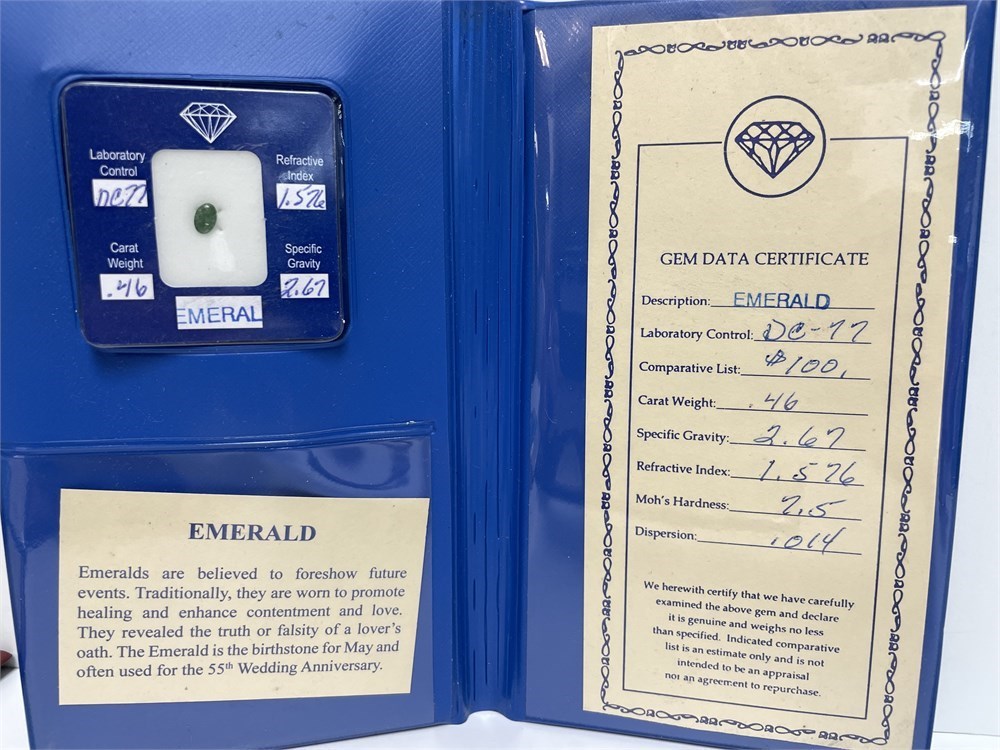 Laboratory
Control
DC77
Refractive
Index
1.576
Carat
Weight
.46
Specific
Gravity
2.67
EMERAL
EMERALD
Emeralds are believed to foreshow future
events. Traditionally, they are worn to promote
healing and enhance contentment and love.
They revealed the truth or falsity of a lover's
oath. The Emerald is the birthstone for May and
often used for the 55th Wedding Anniversary.
GEM DATA CERTIFICATE
Description: EMERALD
Laboratory Control: DC-77
Comparative List: $100.
Carat Weight: .46
Specific Gravity: 2.67
Refractive Index: 1.576
Moh's Hardness: 7.5
Dispersion: .014
We herewith certify that we have carefully
examined the above gem and declare
it is genuine and weighs no less
than specified. Indicated comparative
list is an estimate only and is not
intended to be an appraisal
nor an agreement to repurchase.